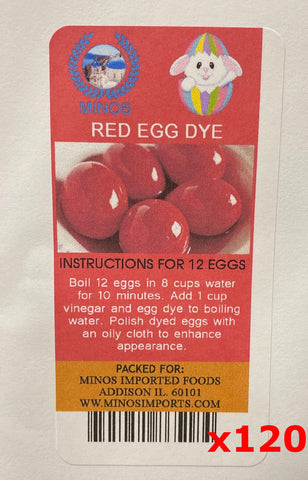 MINOS
RED EGG DYE
INSTRUCTIONS FOR 12 EGGS
Boil 12 eggs in 8 cups water
for 10 minutes. Add 1 cup
vinegar and egg dye to boiling
water. Polish dyed eggs with
an oily cloth to enhance
appearance.
PACKED FOR:
MINOS IMPORTED FOODS
ADDISON IL. 60101
WWW.MINOSIMPORTS.COM
x120